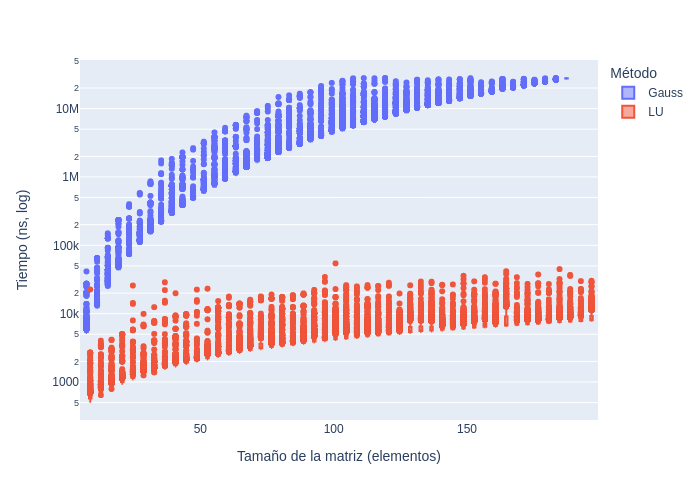 5
2
10M
5
2
1M
5
2
100k
5
2
10k
5
2
1000
5
50
100
150
Tamaño de la matriz (elementos)
Tiempo (ns, log)
Método
Gauss
LU